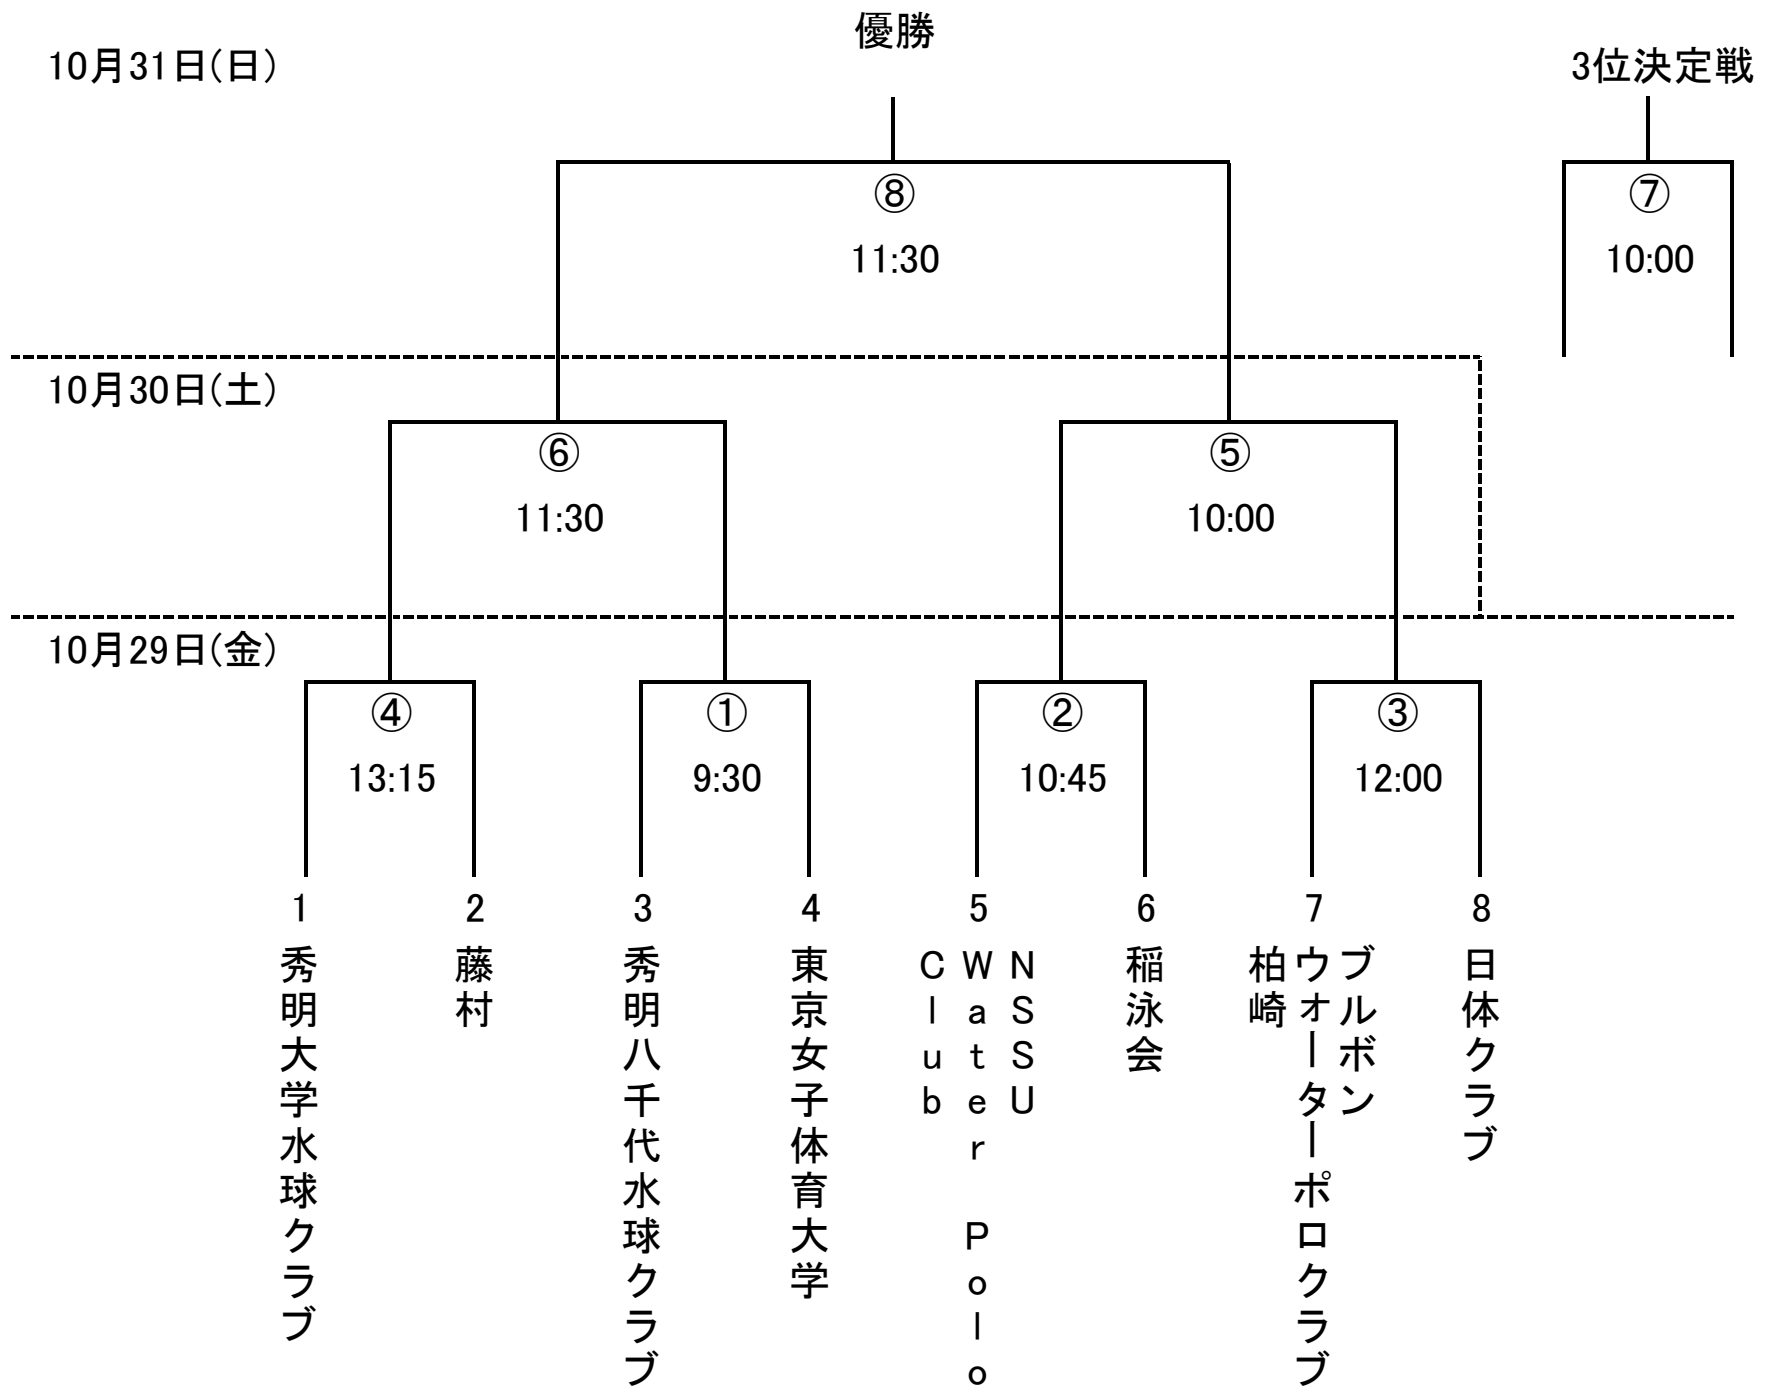 優勝
10月31日(日)
3位決定戦
⑧
⑦
11:30
10:00
10月30日(土)
⑥
⑤
11:30
10:00
10月29日(金)
④
①
②
③
13:15
9:30
10:45
12:00
1
2
3
4
5
6
7
8
秀明大学水球クラブ
藤村
秀明八千代水球クラブ
東京女子体育大学
NSSU
Water Polo
Club
稲泳会
ブルボン
ウォーターポロクラブ
柏崎
日体クラブ